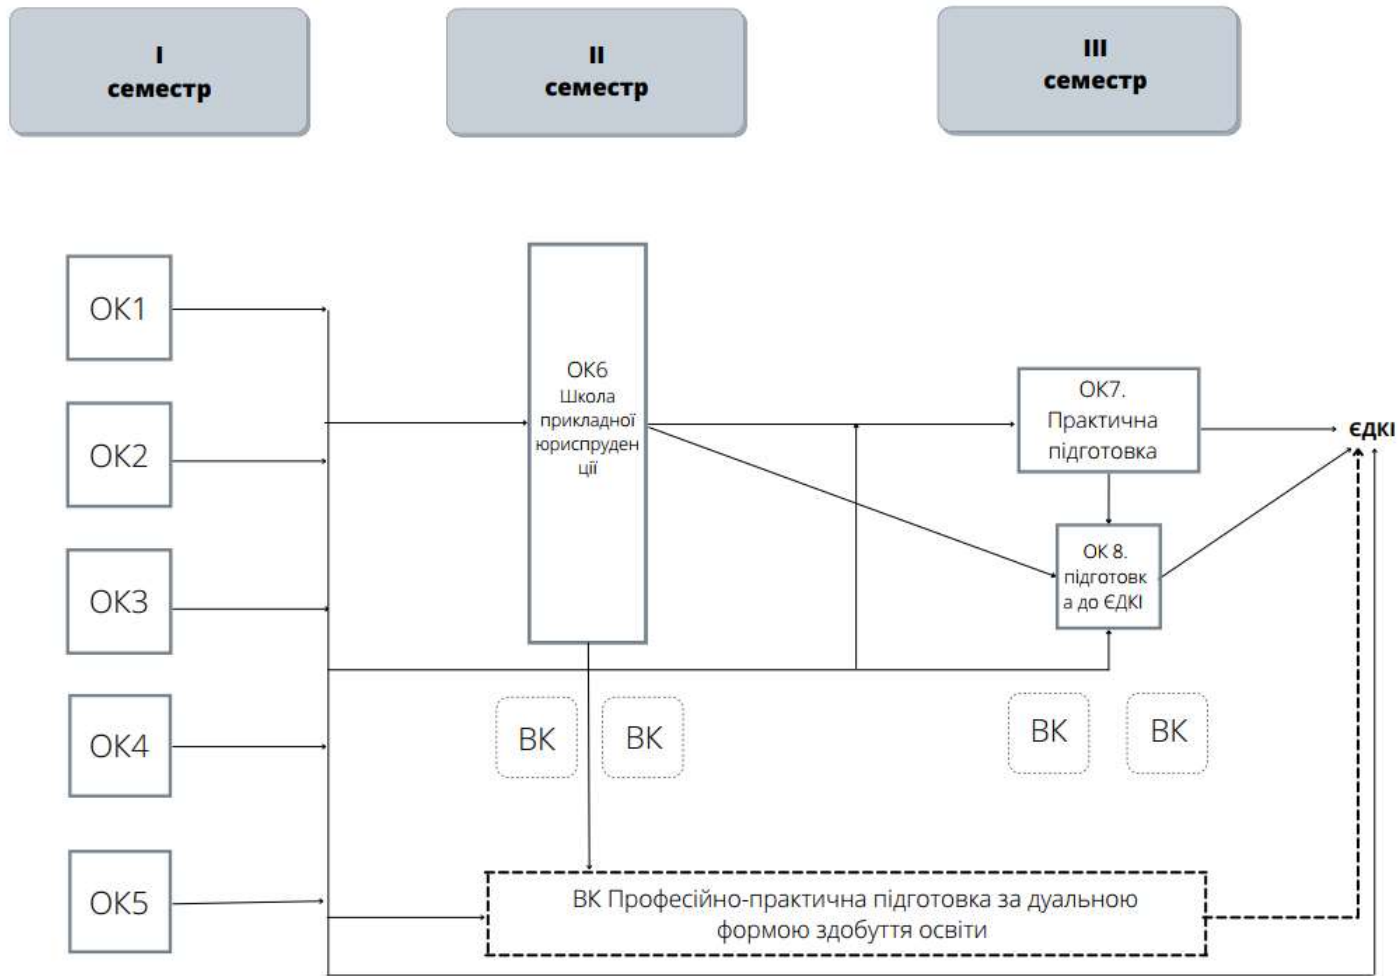 I
семестр
II
семестр
III
семестр
ОК1
ОК2
ОК3
ОК4
ОК5
ОК6
Школа
прикладної
юриспруден
ції
ОК7.
Практична
підготовка
ЄДКІ
ОК 8.
підготовк
а до ЄДКІ
ВК
ВК
ВК
ВК
ВК Професійно-практична підготовка за дуальною
формою здобуття освіти